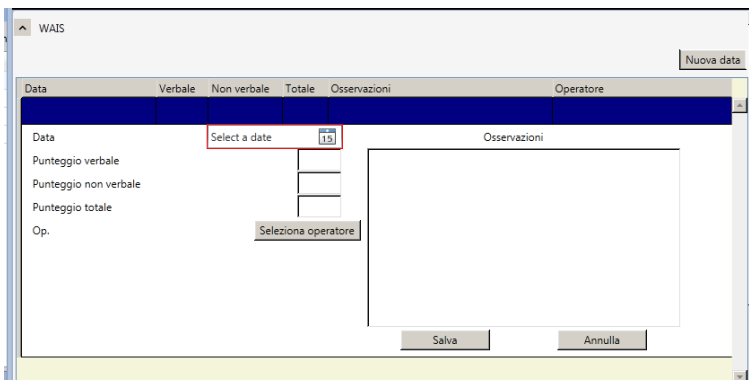 WAIS
Nuova data
Data Verbale Non verbale Totale Osservazioni Operatore
Data Select a date 15 Osservazioni
Punteggio verbale
Punteggio non verbale
Punteggio totale
Op. Seleziona operatore
Salva Annulla